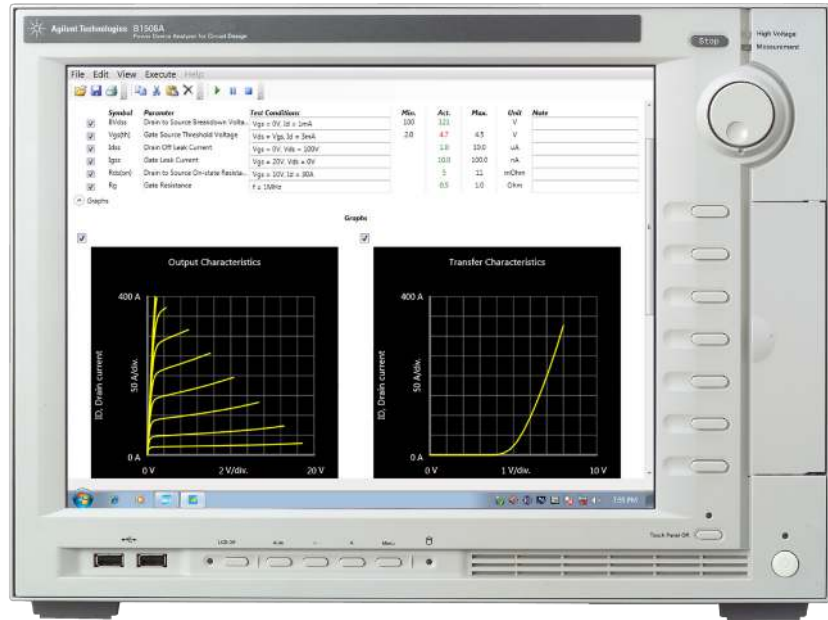 Agilent Technologies B1506A
Power Device Analyzer for Circuit Design
Stop
High Voltage
Measurement
File Edit View Execute Help
Symbol Parameter Test Conditions Min. Act. Max. Unit Note
BVdss Drain to Source Breakdown Volta... Vgs = 0V, Id = 1mA 100 121 V
Vgs(th) Gate Source Threshold Voltage Vds = Vgs, Id = 3mA 2.0 4.7 4.5 V
Idss Drain Off Leak Current Vgs = 0V, Vds = 100V 1.0 10.0 uA
Igss Gate Leak Current Vgs = 20V, Vds = 0V 10.0 100.0 nA
Rds(on) Drain to Source On-state Resista... Vgs = 10V, Id = 30A 5 11 mOhm
Rg Gate Resistance f = 1MHz 0.5 1.0 Ohm
Graphs
Graphs
Output Characteristics
400 A
ID, Drain current
50 A/div.
0 A
0 V 2 V/div. 20 V
Transfer Characteristics
400 A
ID, Drain current
50 A/div.
0 A
0 V 1 V/div. 10 V
7:55 PM
Touch Panel Off
LCD Off Auto - + Menu